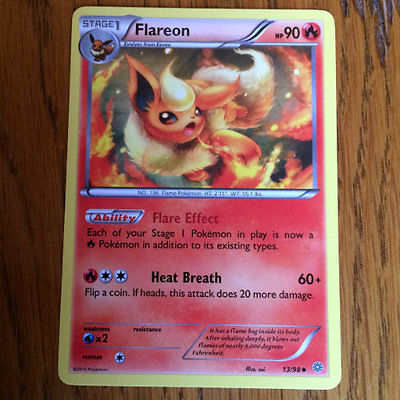 STAGE1
Flareon
HP 90
Evolves from Eevee
NO. 136 Flame Pokémon HT: 2'11" WT: 55.1 lbs.
Ability Flare Effect
Each of your Stage 1 Pokémon in play is now a
Pokémon in addition to its existing types.
Heat Breath 60+
Flip a coin. If heads, this attack does 20 more damage.
weakness resistance
×2
retreat
It has a flame bag inside its body.
After inhaling deeply, it blows out
flames of nearly 3,000 degrees
Fahrenheit.
©2015 Pokémon
Illus. sui 13/98